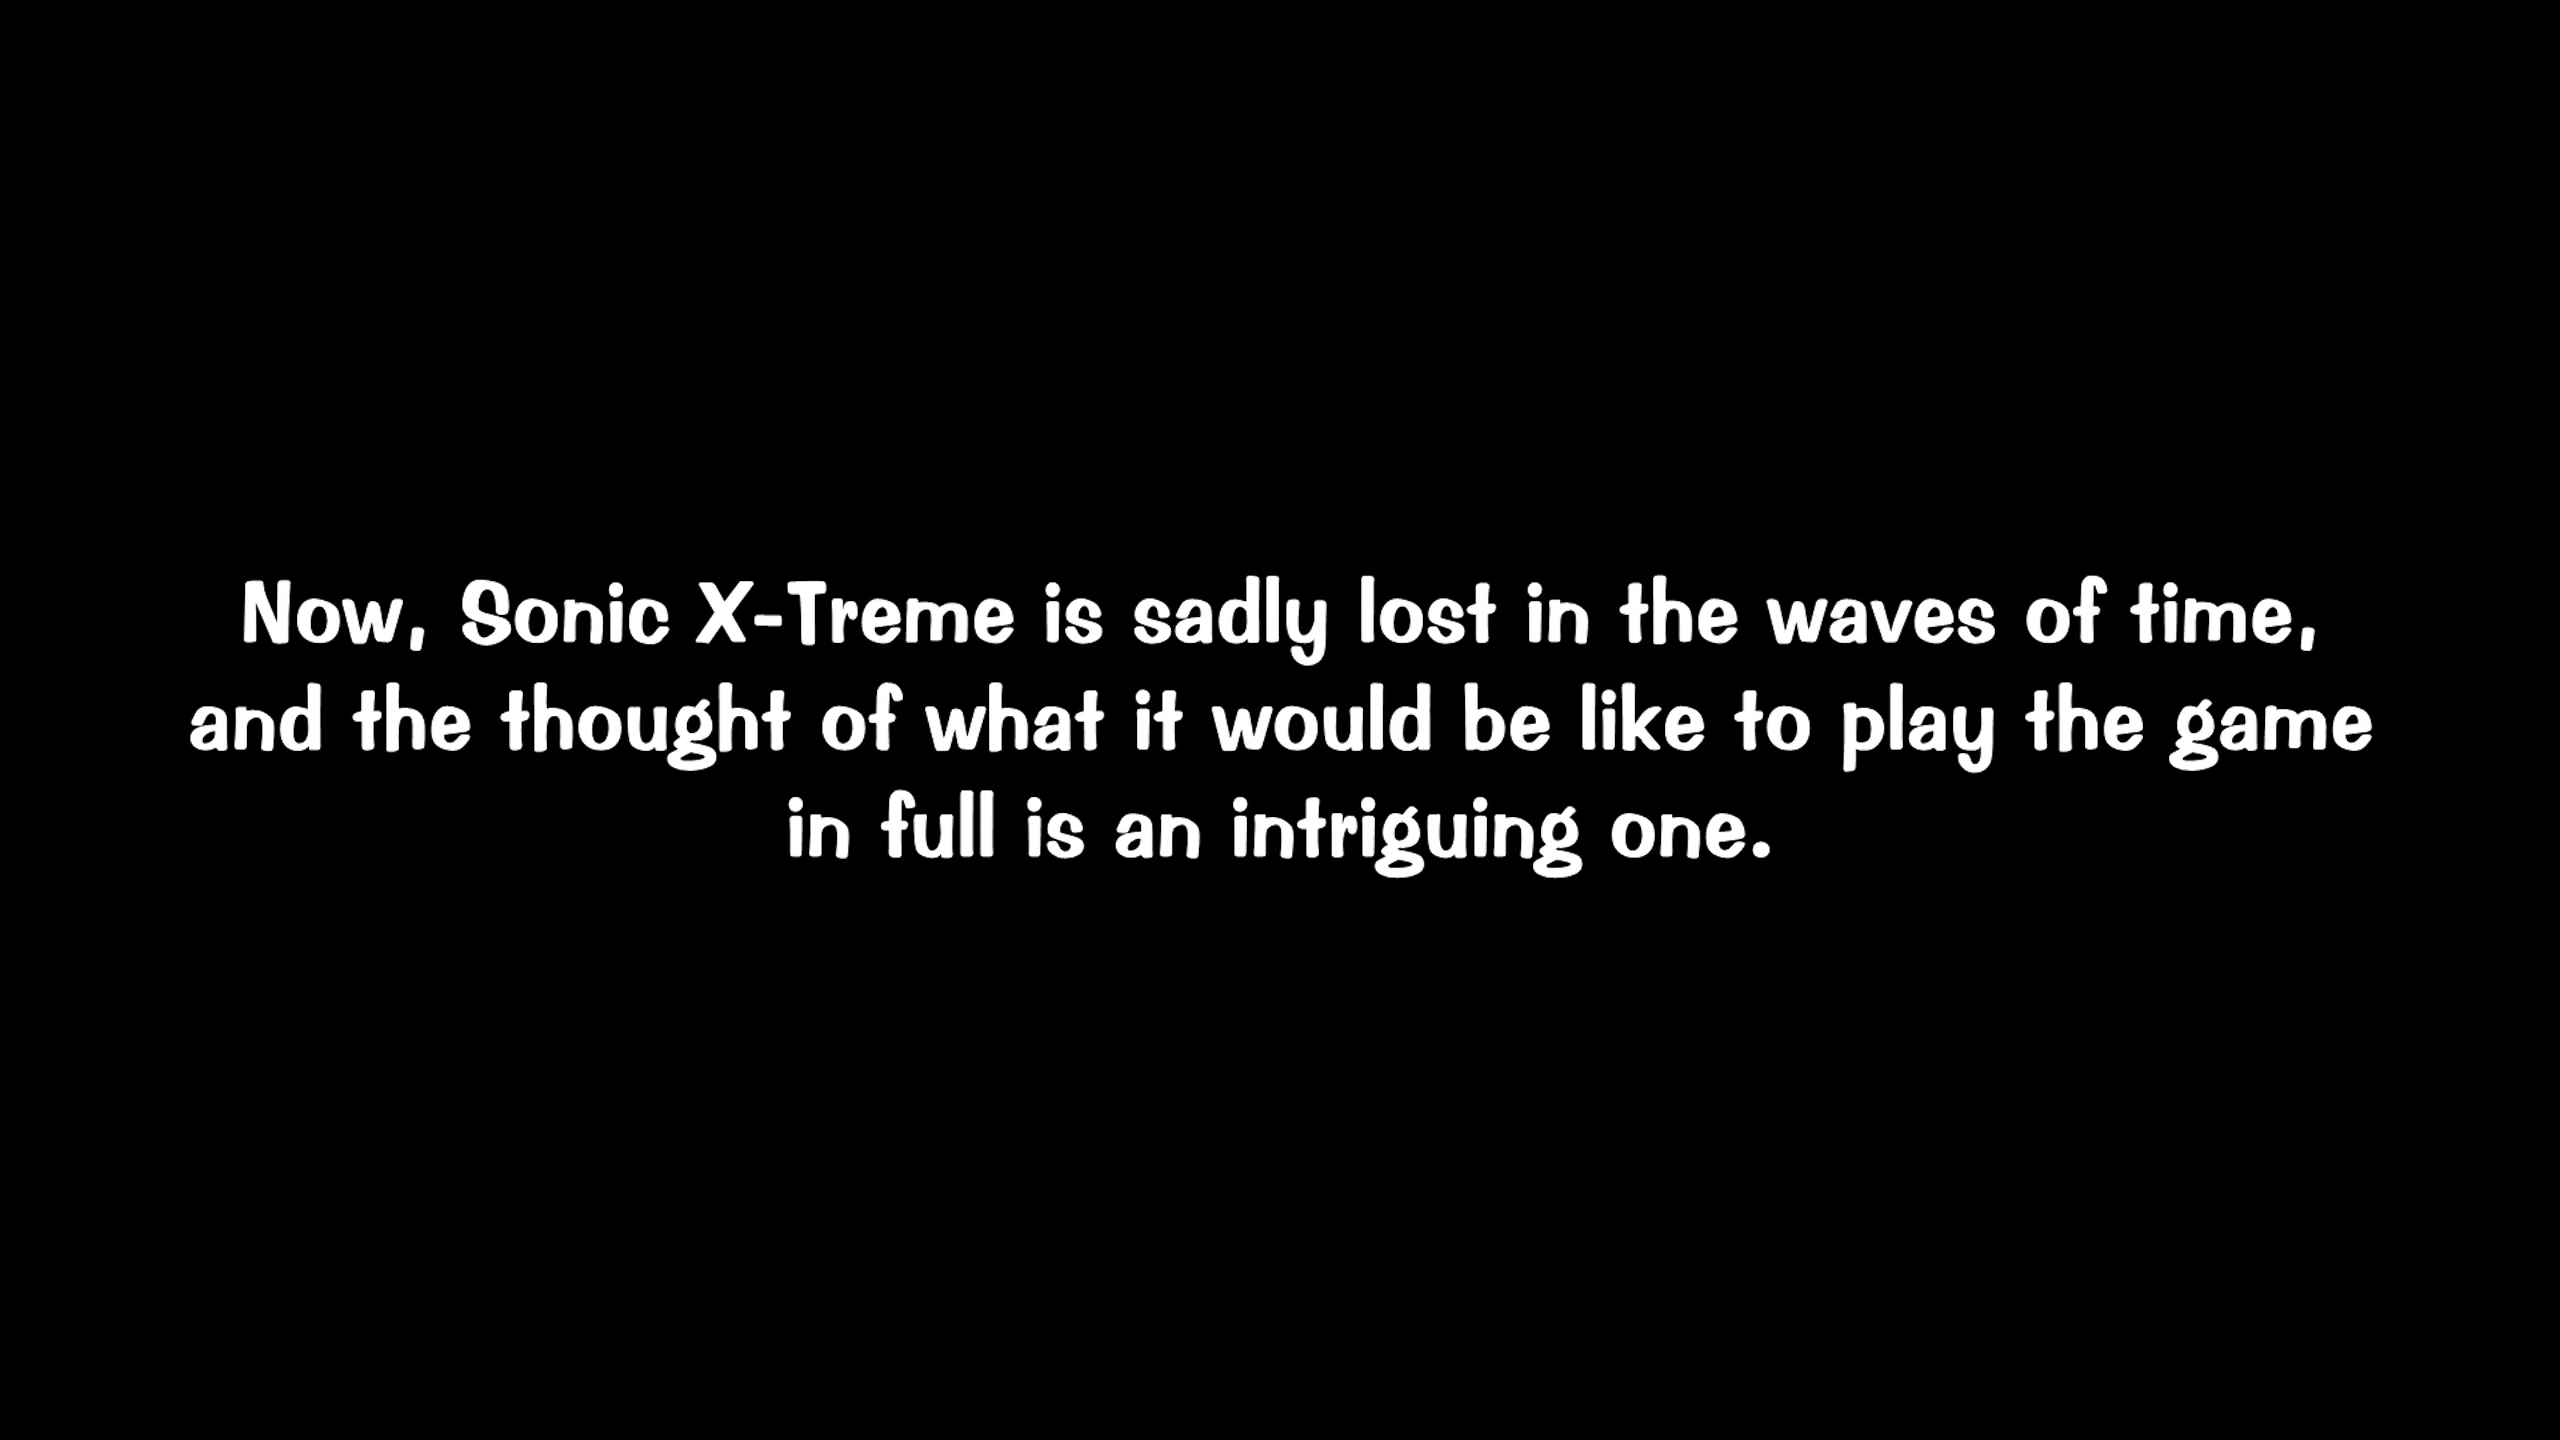 Now, Sonic X-Treme is sadly lost in the waves of time,
and the thought of what it would be like to play the game
in full is an intriguing one.